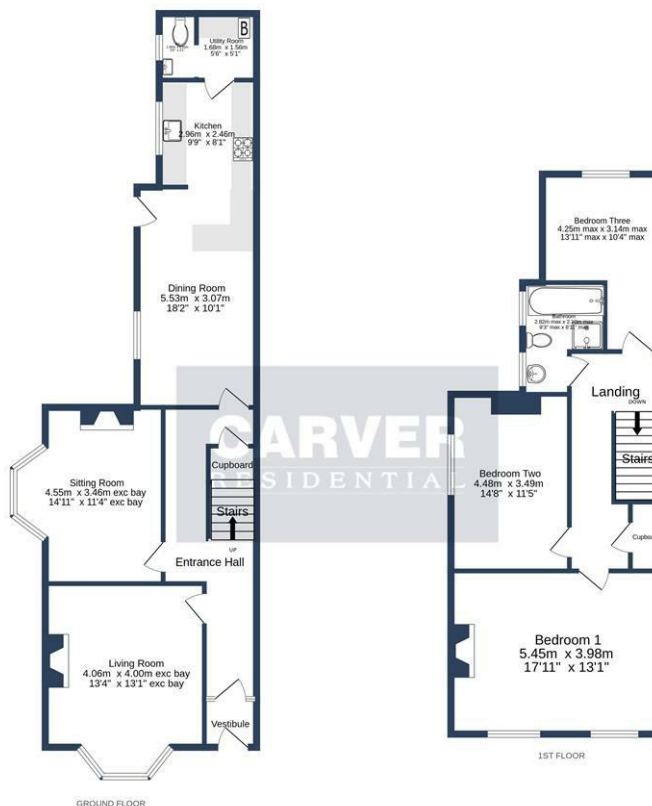 B
Utility Room
1.68m x 1.56m
5'6" x 5'1"
Kitchen
2.96m x 2.46m
9'9" x 8'1"
Dining Room
5.53m x 3.07m
18'2" x 10'1"
CARVER
RESIDENTIAL
Cupboard
Stairs
UP
Entrance Hall
Sitting Room
4.55m x 3.46m exc bay
14'11" x 11'4" exc bay
Living Room
4.06m x 4.00m exc bay
13'4" x 13'1" exc bay
Vestibule
GROUND FLOOR
Bedroom Three
4.25m max x 3.14m max
13'11" max x 10'4" max
Bathroom
Landing
DOWN
Stairs
Bedroom Two
4.48m x 3.49m
14'8" x 11'5"
Cupboa
Bedroom 1
5.45m x 3.98m
17'11" x 13'1"
1ST FLOOR